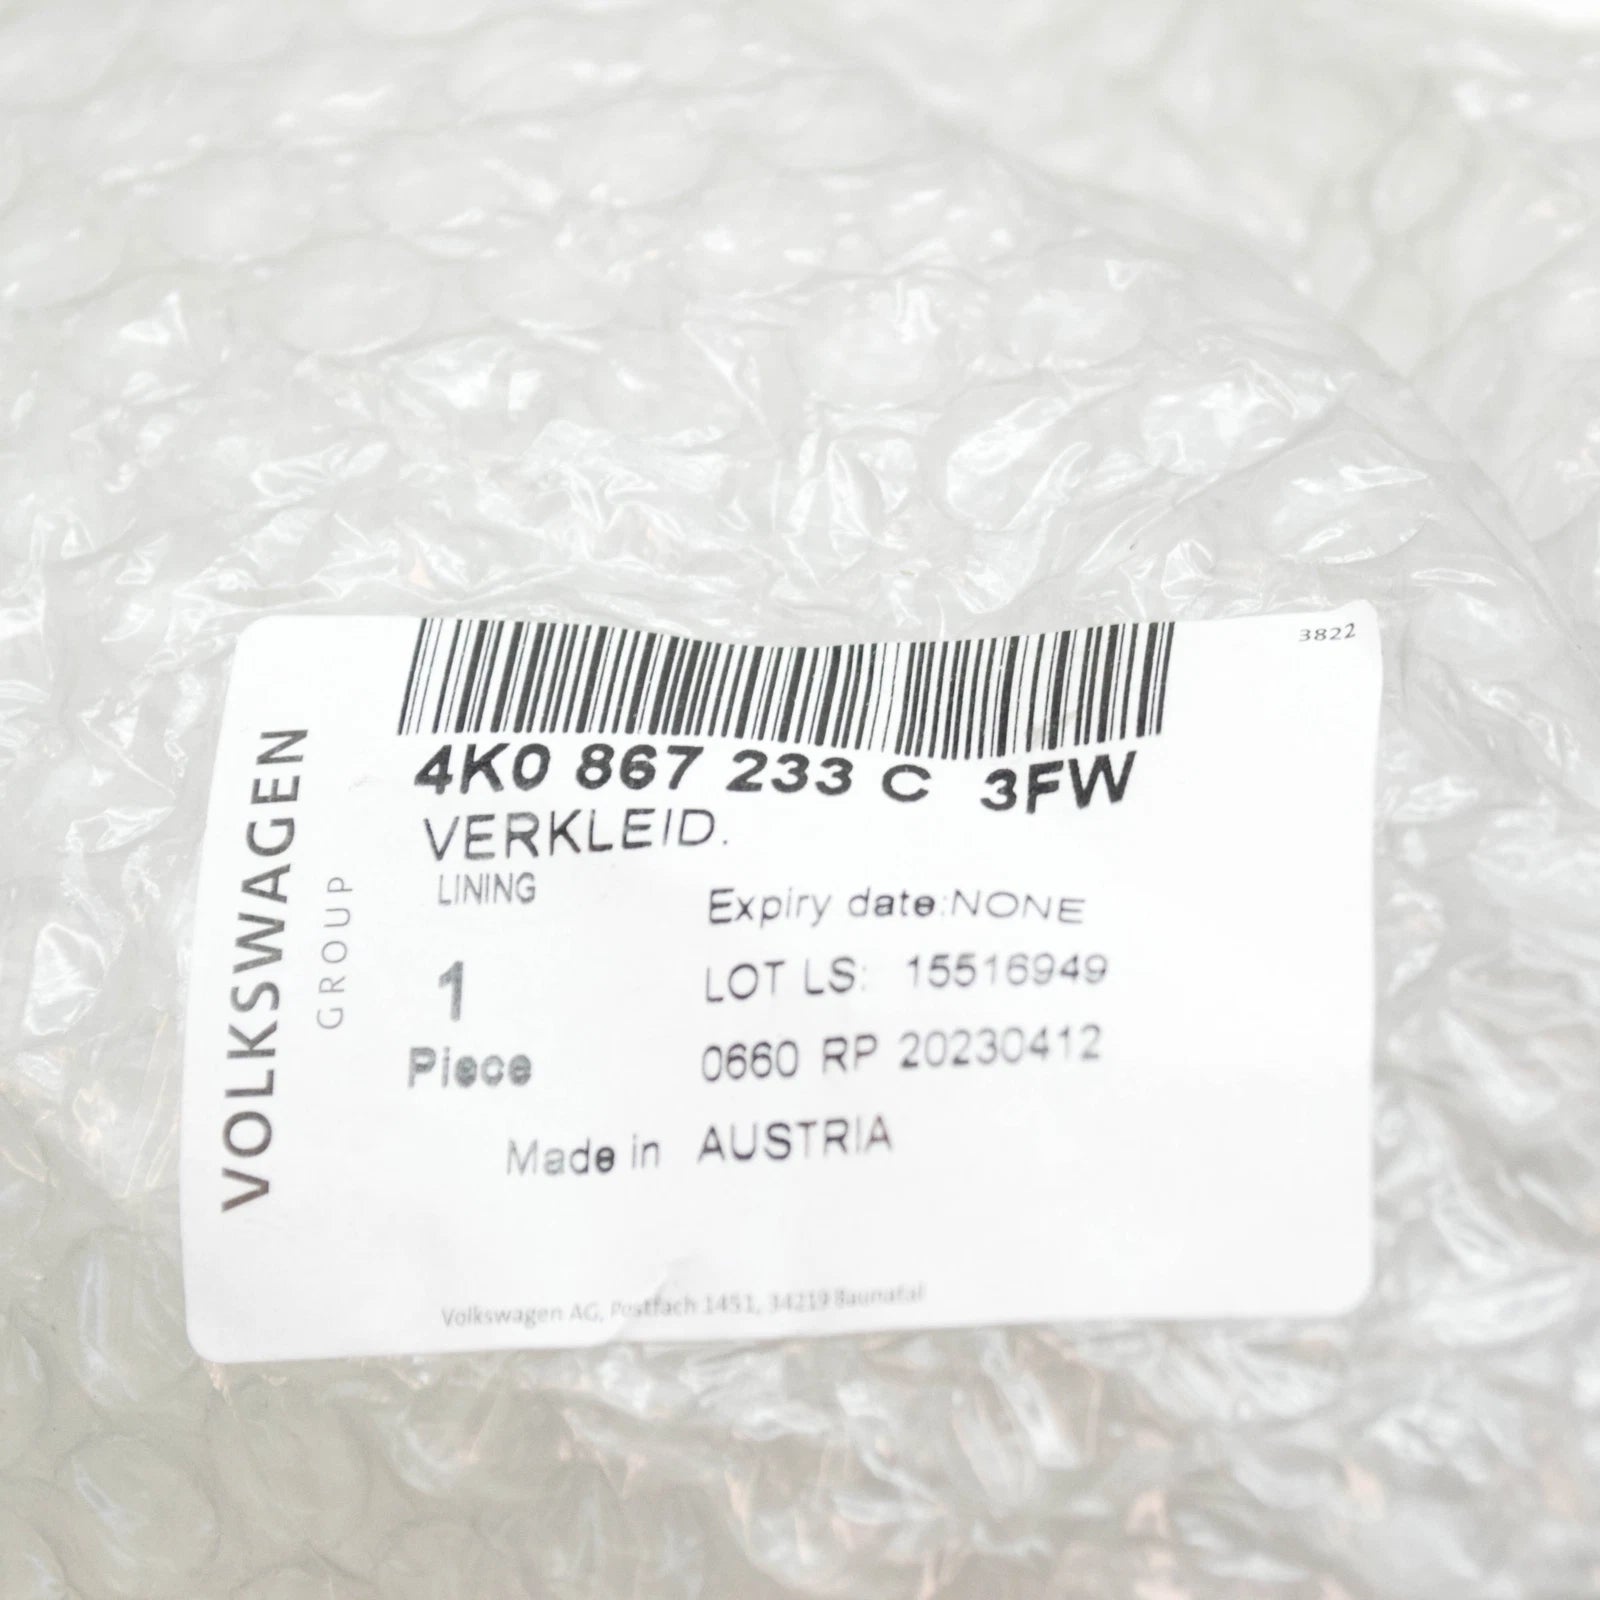 3822
4K0 867 233 C 3FW
VERKLEID.
LINING
Expiry date:NONE
1
LOT LS: 15516949
Piece
0660 RP 20230412
Made in AUSTRIA
VOLKSWAGEN
GROUP
Volkswagen AG, Postfach 1451, 34219 Baunatal